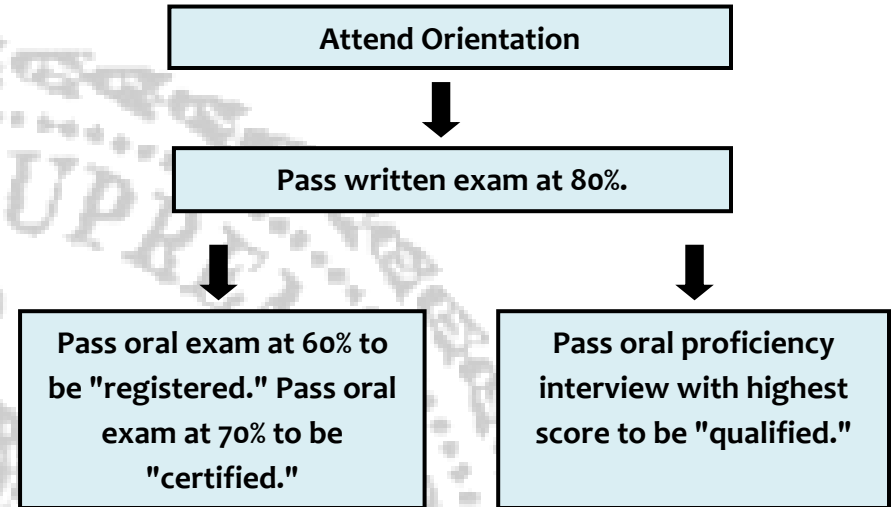 Attend Orientation
Pass written exam at 80%.
Pass oral exam at 60% to
be "registered." Pass oral
exam at 70% to be
"certified."
Pass oral proficiency
interview with highest
score to be "qualified."